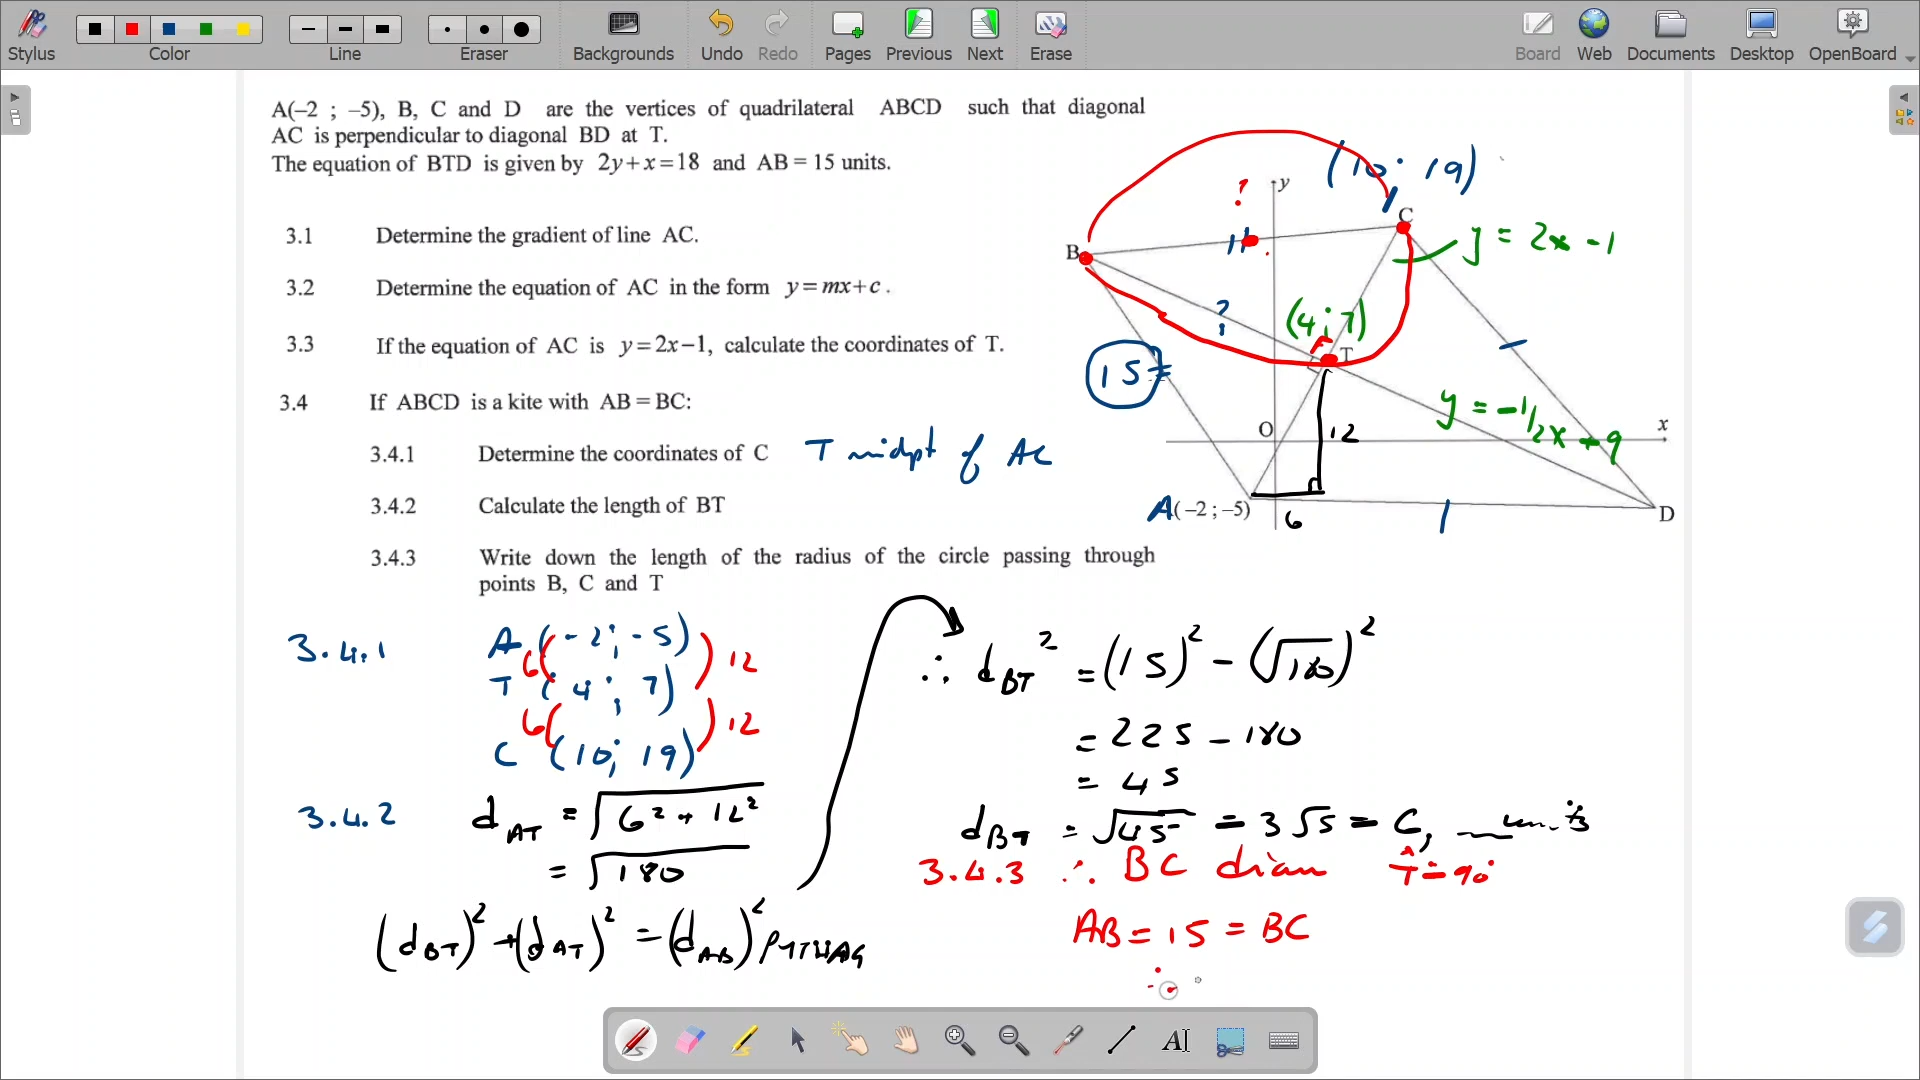 Stylus Color Line Eraser Backgrounds Undo Redo Pages Previous Next Erase Board Web Documents Desktop OpenBoard
A(–2 ; –5), B, C and D are the vertices of quadrilateral ABCD such that diagonal
AC is perpendicular to diagonal BD at T.
The equation of BTD is given by 2y+x=18 and AB = 15 units.
3.1 Determine the gradient of line AC.
3.2 Determine the equation of AC in the form y=mx+c.
3.3 If the equation of AC is y=2x−1, calculate the coordinates of T.
3.4 If ABCD is a kite with AB = BC:
3.4.1 Determine the coordinates of C T midpt of AC
3.4.2 Calculate the length of BT
3.4.3 Write down the length of the radius of the circle passing through
points B, C and T
(10; 19)
y
?
C
B
y = 2x - 1
?
(4; 7)
T
15
y = -1/2x + 9
O
x
12
A(–2 ; –5)
6
D
3.4.1 A (-2; -5)
6 12
T (4; 7)
6 12
C (10; 19)
3.4.2 dAT = √6² + 12²
= √180
(dBT)² + (dAT)² = (dAB)² PYTHAG
∴ dBT² = (15)² - (√180)²
= 225 - 180
= 45
dBT = √45 = 3√5 = 6, units
3.4.3 ∴ BC diam T̂ = 90°
AB = 15 = BC